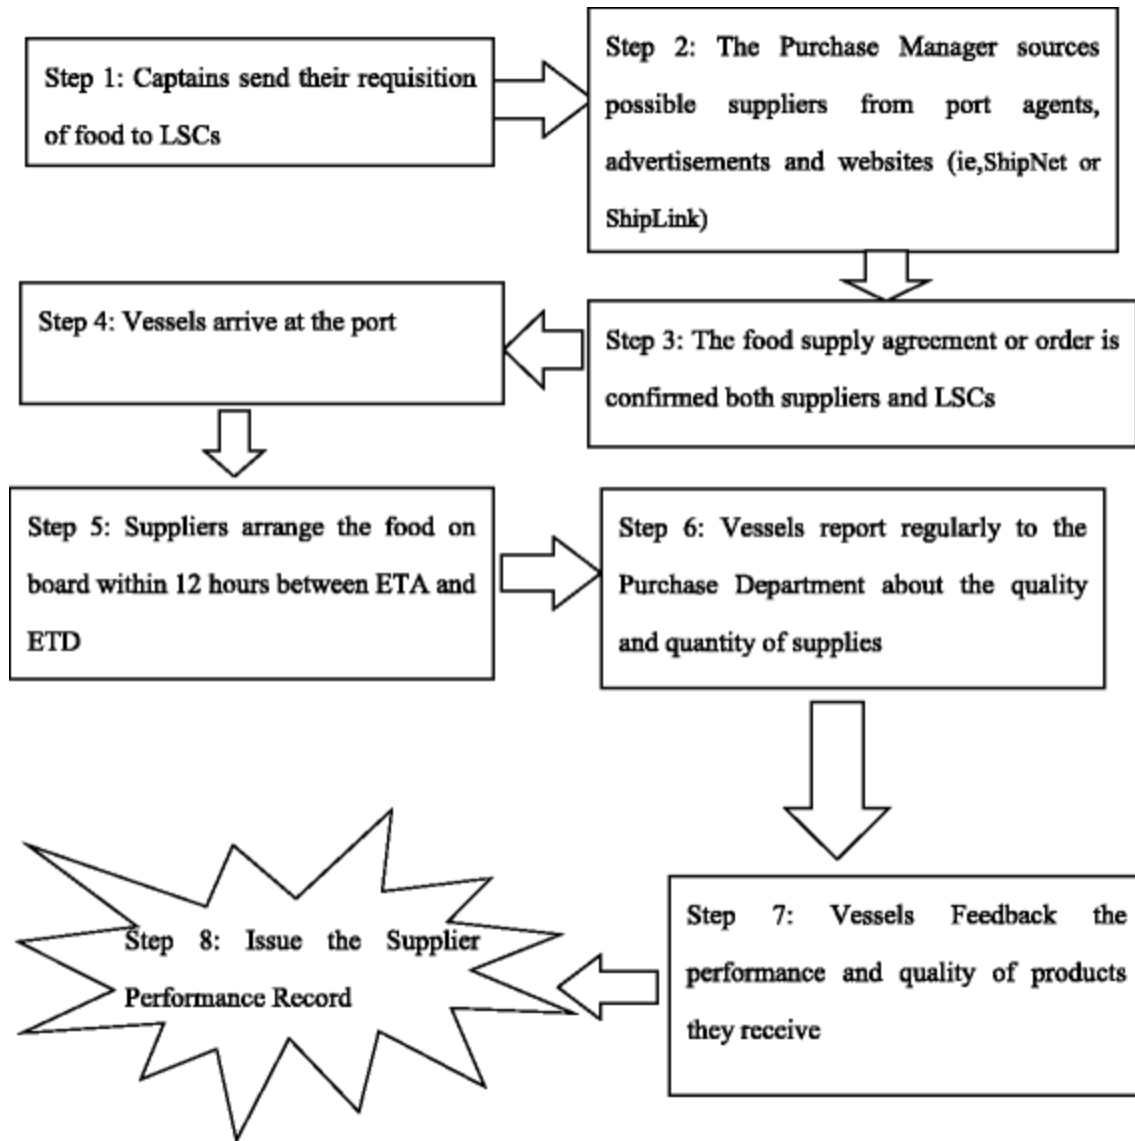 Step 1: Captains send their requisition
of food to LSCs
Step 2: The Purchase Manager sources
possible suppliers from port agents,
advertisements and websites (ie,ShipNet or
ShipLink)
Step 3: The food supply agreement or order is
confirmed both suppliers and LSCs
Step 4: Vessels arrive at the port
Step 5: Suppliers arrange the food on
board within 12 hours between ETA and
ETD
Step 6: Vessels report regularly to the
Purchase Department about the quality
and quantity of supplies
Step 7: Vessels Feedback the
performance and quality of products
they receive
Step 8: Issue the Supplier
Performance Record